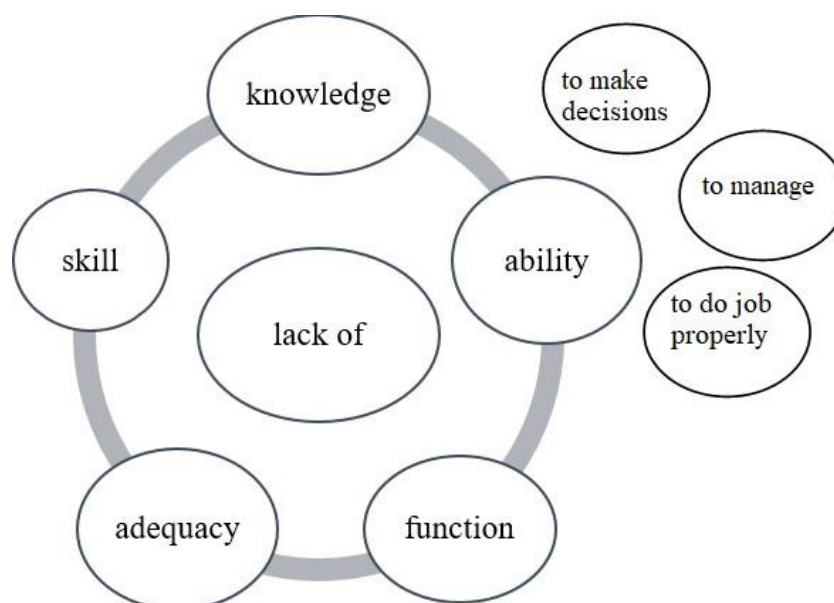 knowledge
to make
decisions
to manage
ability
to do job
properly
skill
lack of
adequacy
function